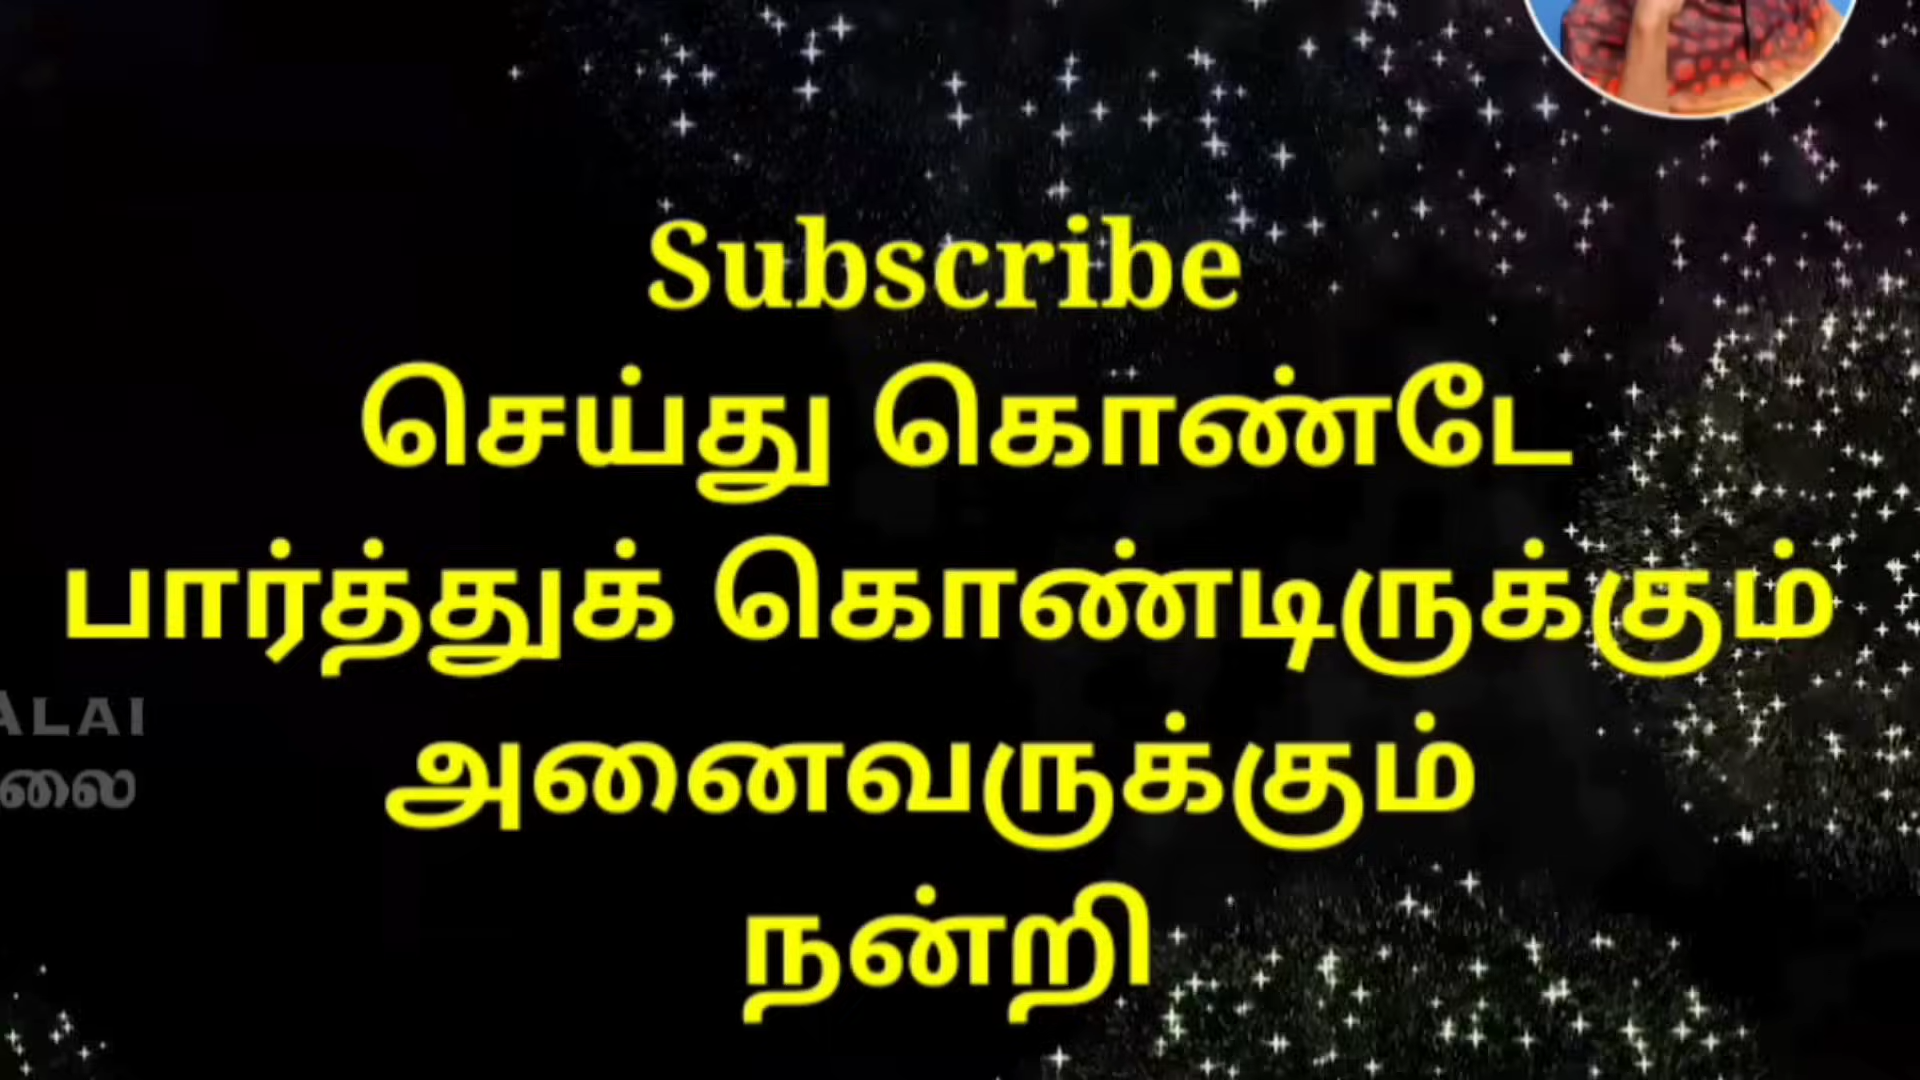 Subscribe
செய்து கொண்டே
பார்த்துக் கொண்டிருக்கும்
அனைவருக்கும்
நன்றி
ALAI
லை